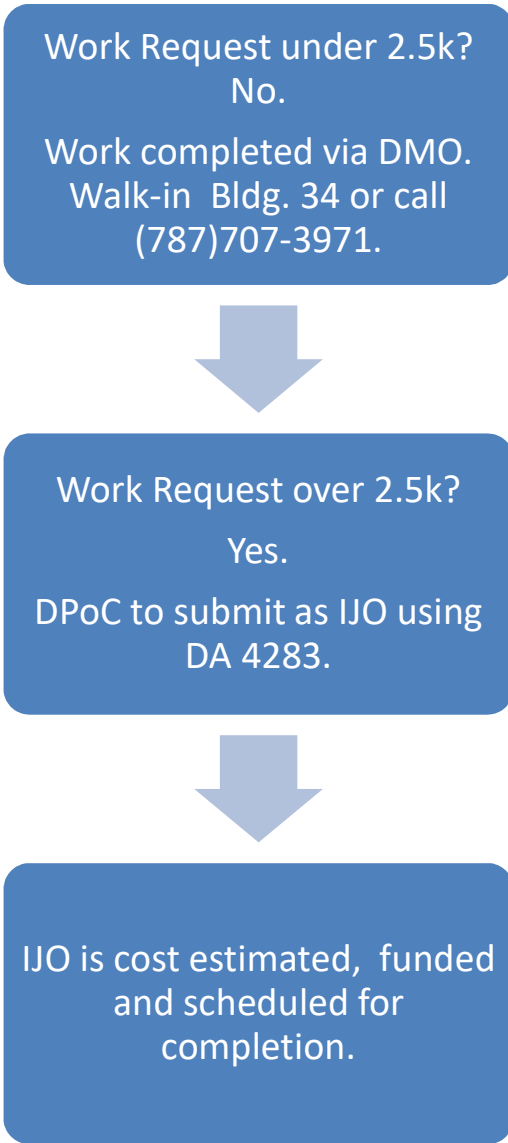 Work Request under 2.5k?
No.
Work completed via DMO.
Walk-in  Bldg. 34 or call
(787)707-3971.
Work Request over 2.5k?
Yes.
DPoC to submit as IJO using
DA 4283.
IJO is cost estimated,  funded
and scheduled for
completion.